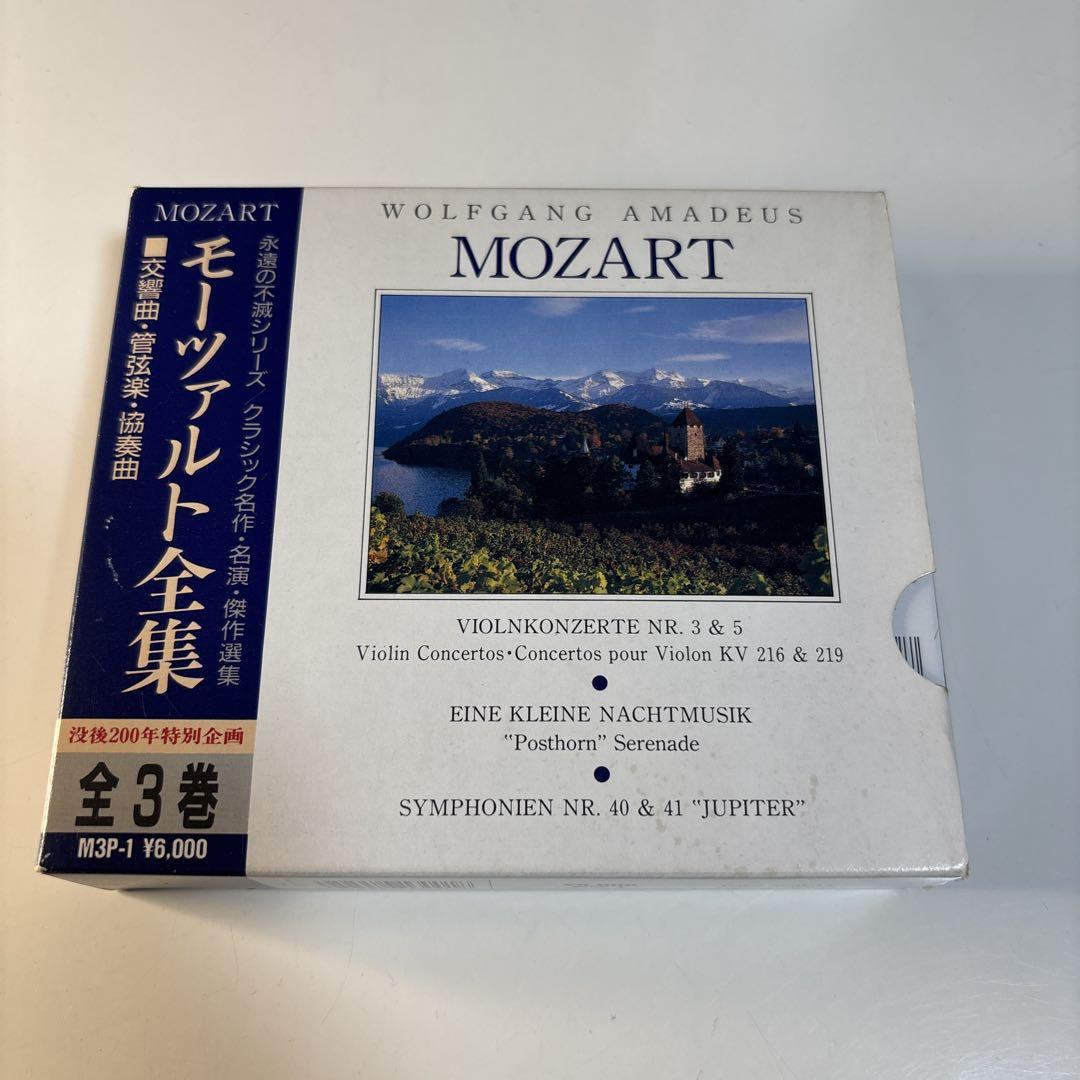 MOZART
永遠の不滅シリーズ/クラシック名作・名演・傑作選集
モーツァルト全集
■交響曲・管弦楽・協奏曲
没後200年特別企画
全3巻
M3P-1 ¥6,000
WOLFGANG AMADEUS
MOZART
VIOLNKONZERTE NR. 3 & 5
Violin Concertos・Concertos pour Violon KV 216 & 219
●
EINE KLEINE NACHTMUSIK
"Posthorn" Serenade
●
SYMPHONIEN NR. 40 & 41 "JUPITER"